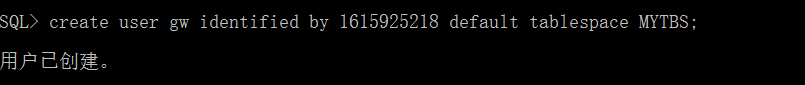 SQL> create user gw identified by 1615925218 default tablespace MYTBS;
用户已创建。